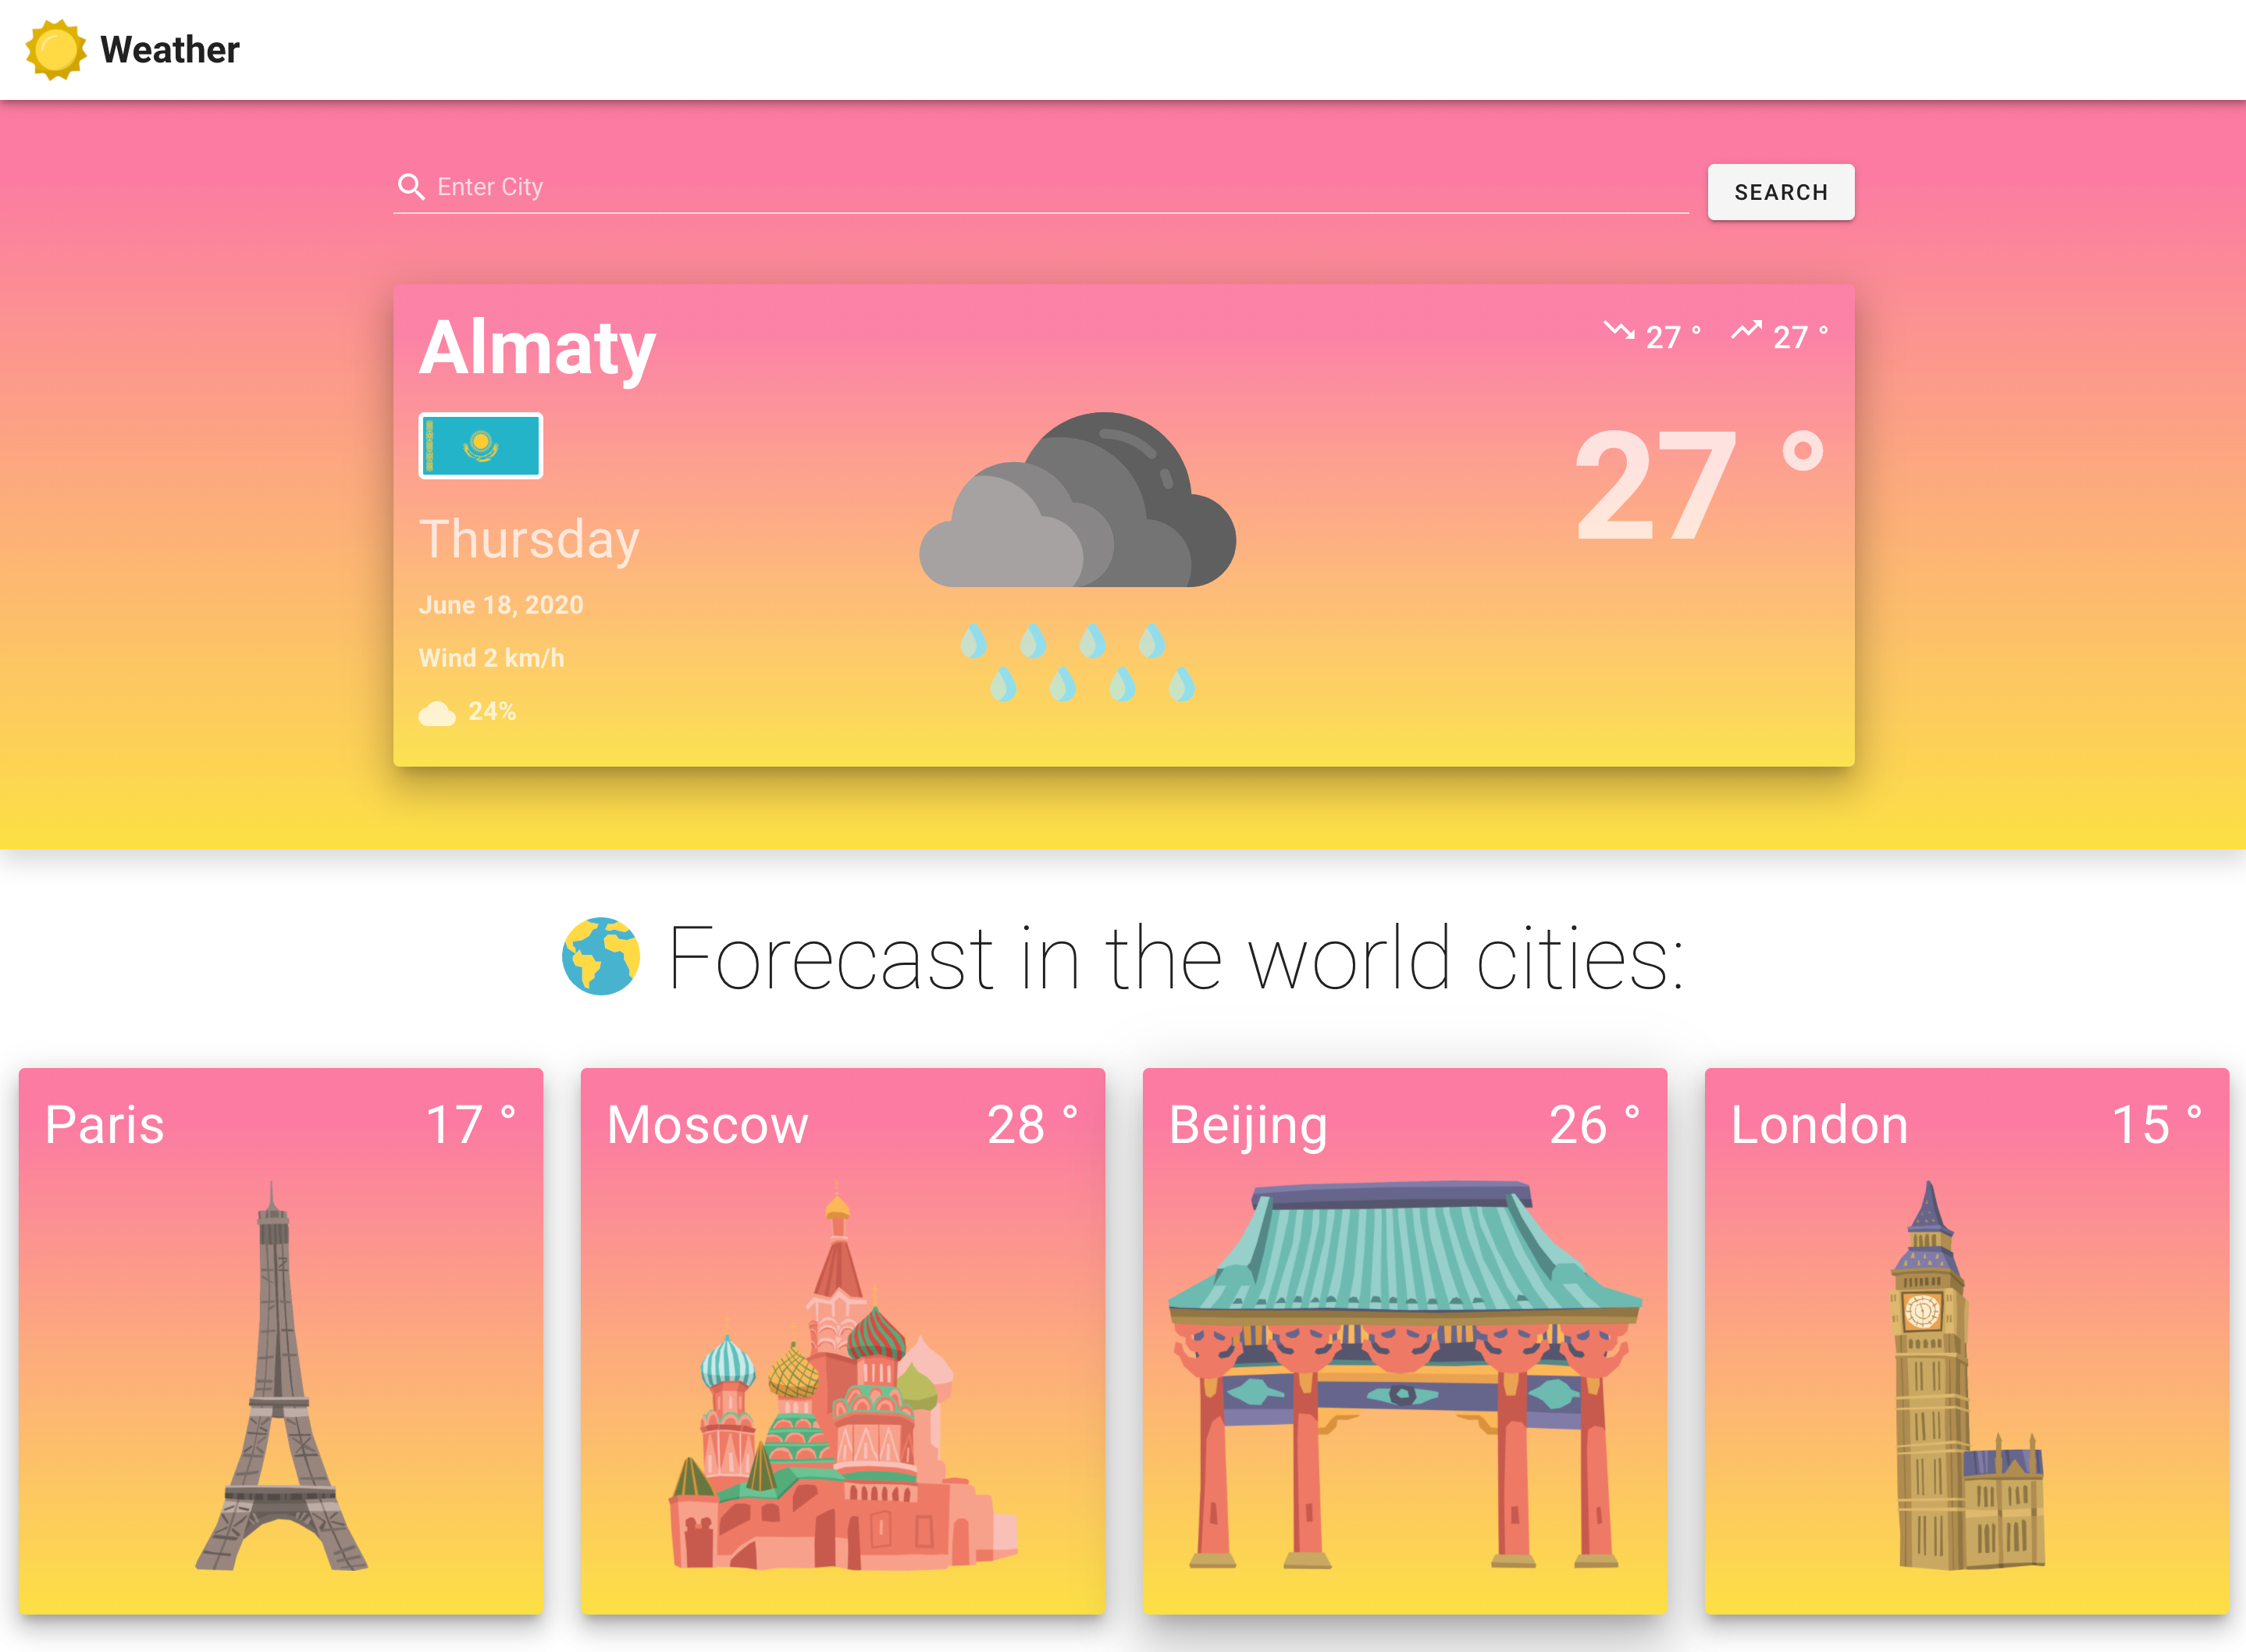 Weather
Enter City
SEARCH
Almaty
27 ° 27 °
27 °
Thursday
June 18, 2020
Wind 2 km/h
24%
Forecast in the world cities:
Paris 17 °
Moscow 28 °
Beijing 26 °
London 15 °